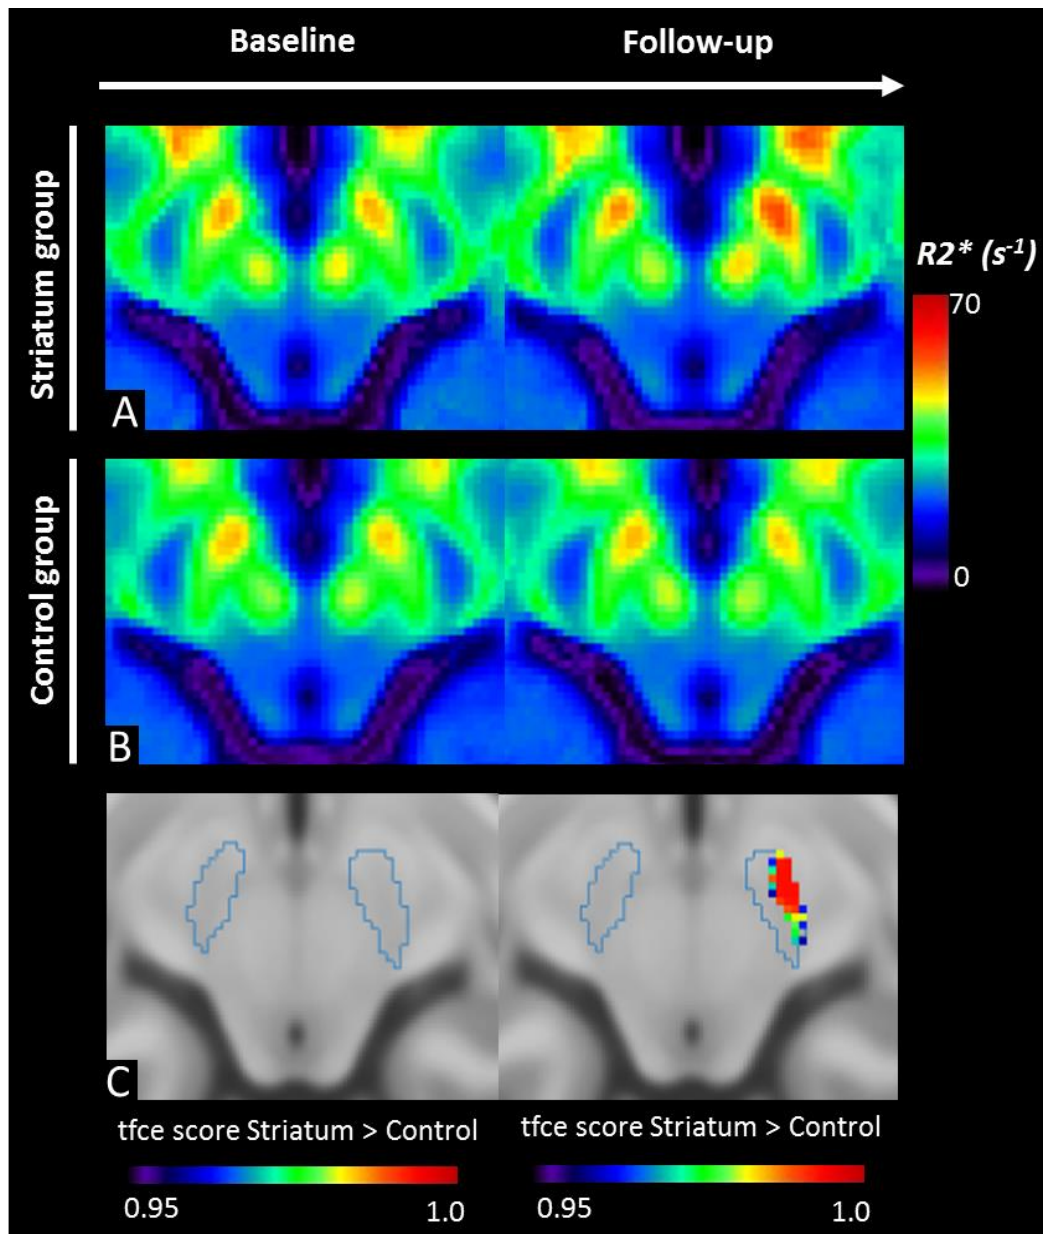 Baseline Follow-up
Striatum group
A
R2* (s-1)
70
0
Control group
B
C
tfce score Striatum > Control tfce score Striatum > Control
0.95 1.0 0.95 1.0